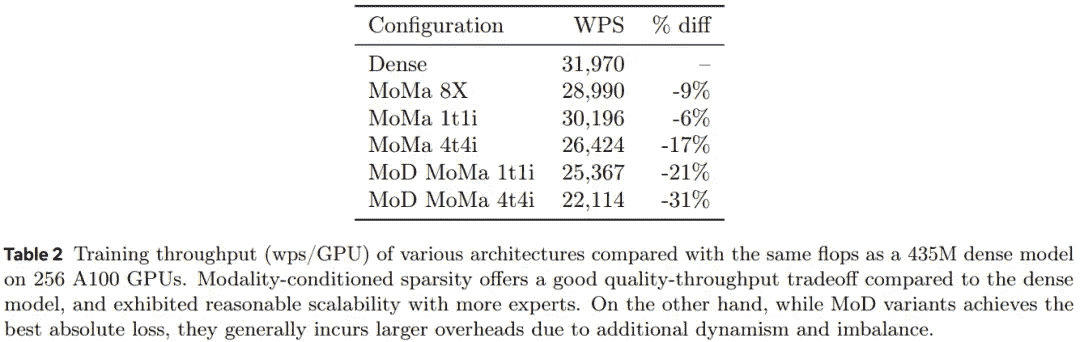 Configuration WPS % diff
Dense 31,970 –
MoMa 8X 28,990 -9%
MoMa 1t1i 30,196 -6%
MoMa 4t4i 26,424 -17%
MoD MoMa 1t1i 25,367 -21%
MoD MoMa 4t4i 22,114 -31%
Table 2 Training throughput (wps/GPU) of various architectures compared with the same flops as a 435M dense model
on 256 A100 GPUs. Modality-conditioned sparsity offers a good quality-throughput tradeoff compared to the dense
model, and exhibited reasonable scalability with more experts. On the other hand, while MoD variants achieves the
best absolute loss, they generally incurs larger overheads due to additional dynamism and imbalance.